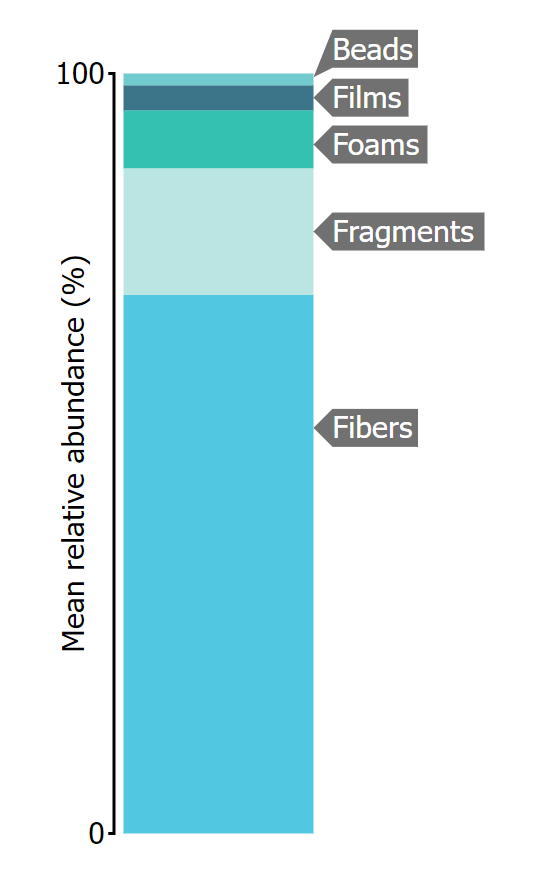 Beads
100
Films
Foams
Fragments
Mean relative abundance (%)
Fibers
0